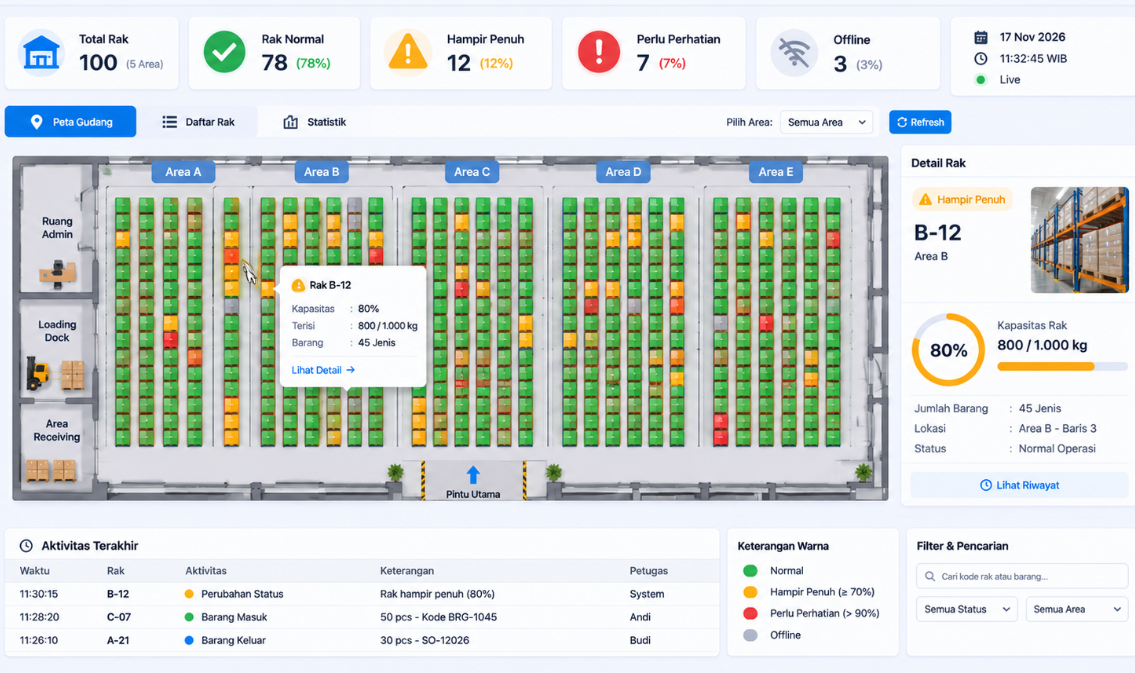 Total Rak
100 (5 Area)
Rak Normal
78 (78%)
Hampir Penuh
12 (12%)
Perlu Perhatian
7 (7%)
Offline
3 (3%)
17 Nov 2026
11:32:45 WIB
Live
Peta Gudang
Daftar Rak
Statistik
Pilih Area:
Semua Area
Refresh
Area A
Area B
Area C
Area D
Area E
Ruang
Admin
Loading
Dock
Area
Receiving
Rak B-12
Kapasitas : 80%
Terisi : 800 / 1.000 kg
Barang : 45 Jenis
Lihat Detail →
Pintu Utama
Detail Rak
Hampir Penuh
B-12
Area B
80%
Kapasitas Rak
800 / 1.000 kg
Jumlah Barang : 45 Jenis
Lokasi : Area B - Baris 3
Status : Normal Operasi
Lihat Riwayat
Aktivitas Terakhir
Waktu Rak Aktivitas Keterangan Petugas
11:30:15 B-12 Perubahan Status Rak hampir penuh (80%) System
11:28:20 C-07 Barang Masuk 50 pcs - Kode BRG-1045 Andi
11:26:10 A-21 Barang Keluar 30 pcs - SO-12026 Budi
Keterangan Warna
Normal
Hampir Penuh (≥ 70%)
Perlu Perhatian (> 90%)
Offline
Filter & Pencarian
Cari kode rak atau barang...
Semua Status
Semua Area